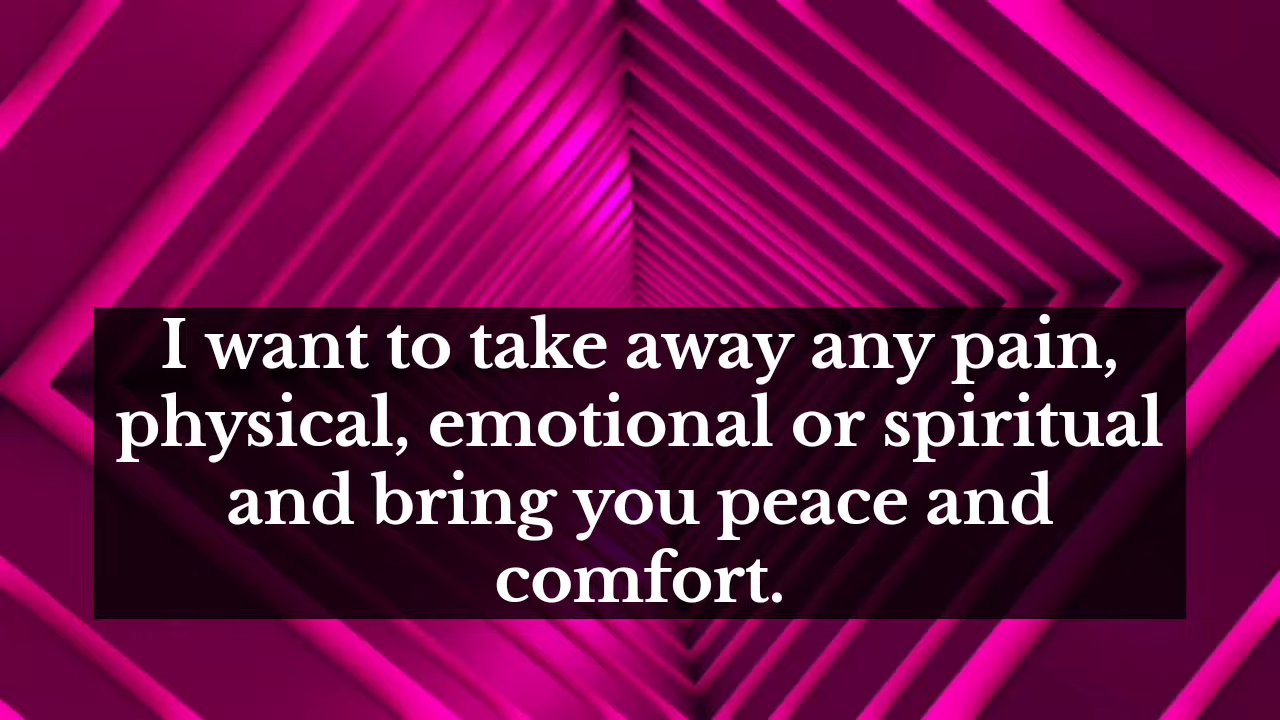 I want to take away any pain,
physical, emotional or spiritual
and bring you peace and
comfort.